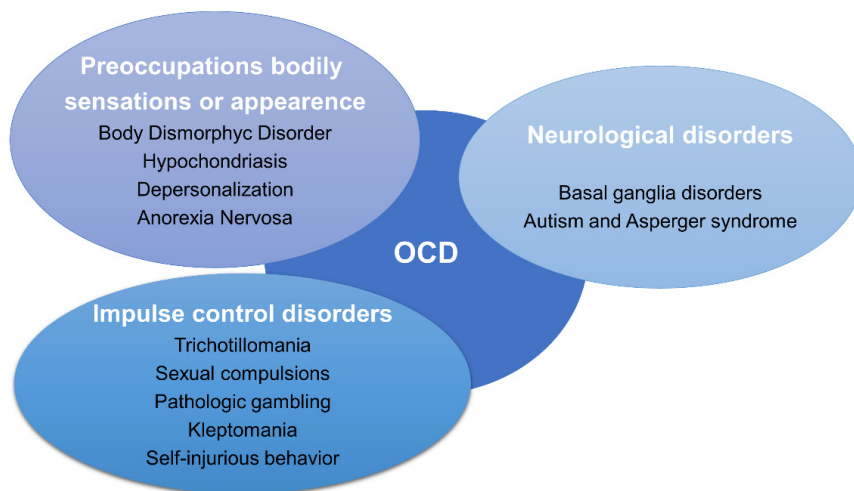 Preoccupations bodily
sensations or appearence
Body Dismorphyc Disorder
Hypochondriasis
Depersonalization
Anorexia Nervosa
Neurological disorders
Basal ganglia disorders
Autism and Asperger syndrome
OCD
Impulse control disorders
Trichotillomania
Sexual compulsions
Pathologic gambling
Kleptomania
Self-injurious behavior